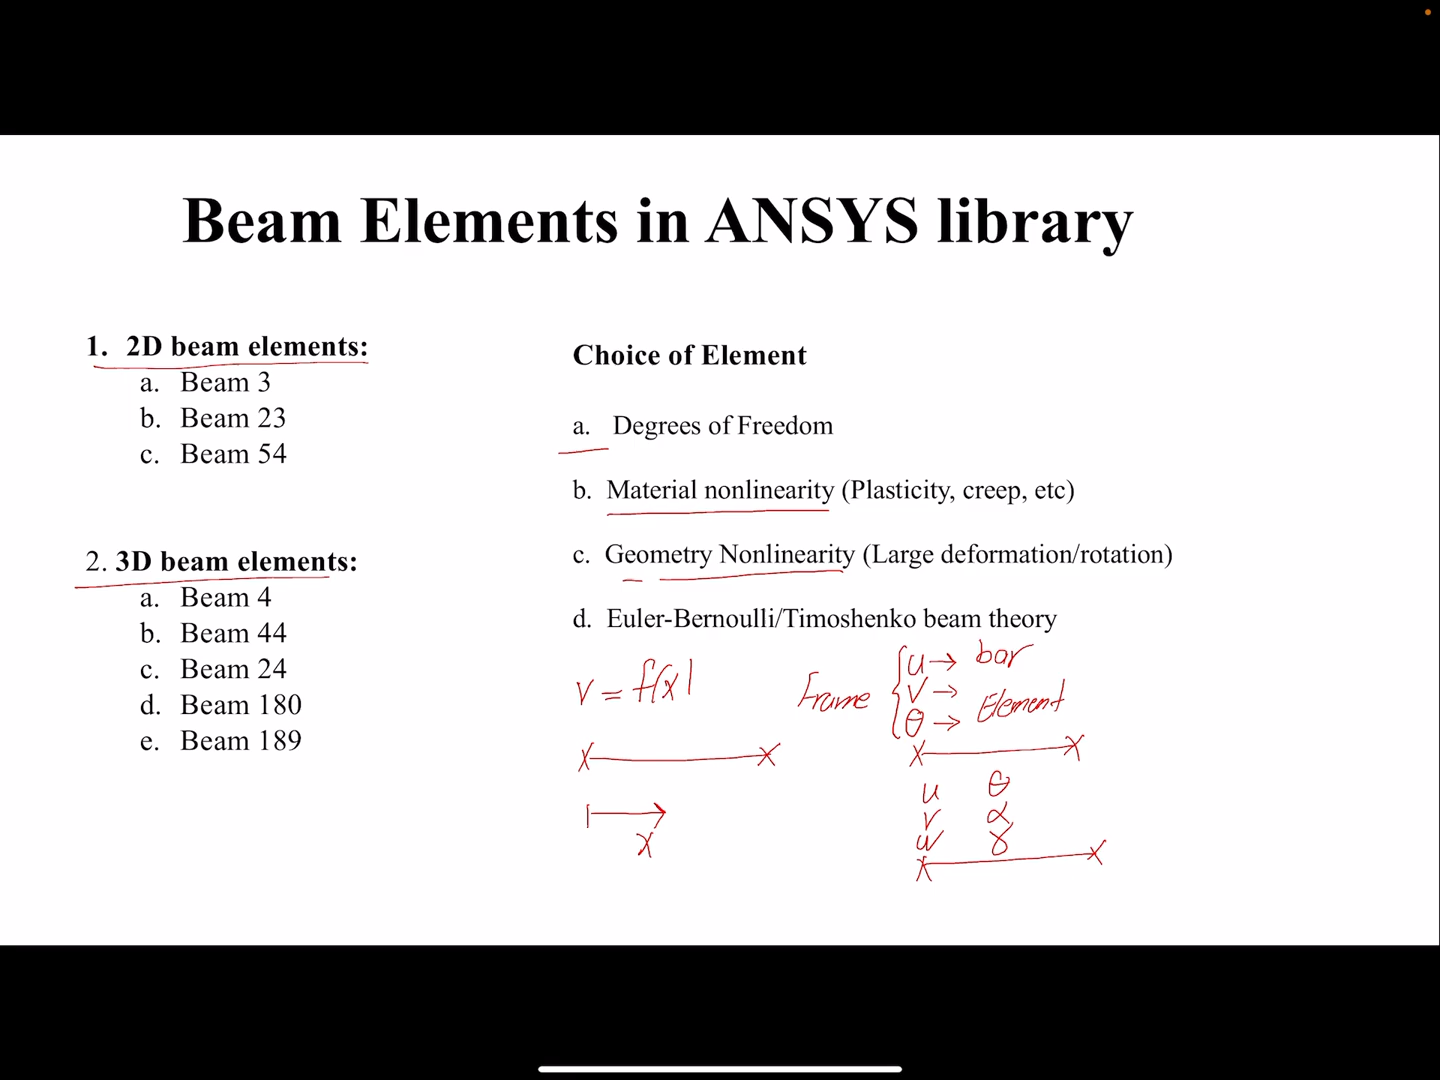 Beam Elements in ANSYS library
1. 2D beam elements:
a. Beam 3
b. Beam 23
c. Beam 54
2. 3D beam elements:
a. Beam 4
b. Beam 44
c. Beam 24
d. Beam 180
e. Beam 189
Choice of Element
a. Degrees of Freedom
b. Material nonlinearity (Plasticity, creep, etc)
c. Geometry Nonlinearity (Large deformation/rotation)
d. Euler-Bernoulli/Timoshenko beam theory
v = f(x)
x
Frame
u → bar
v →
θ → Element
u θ
v α
w γ